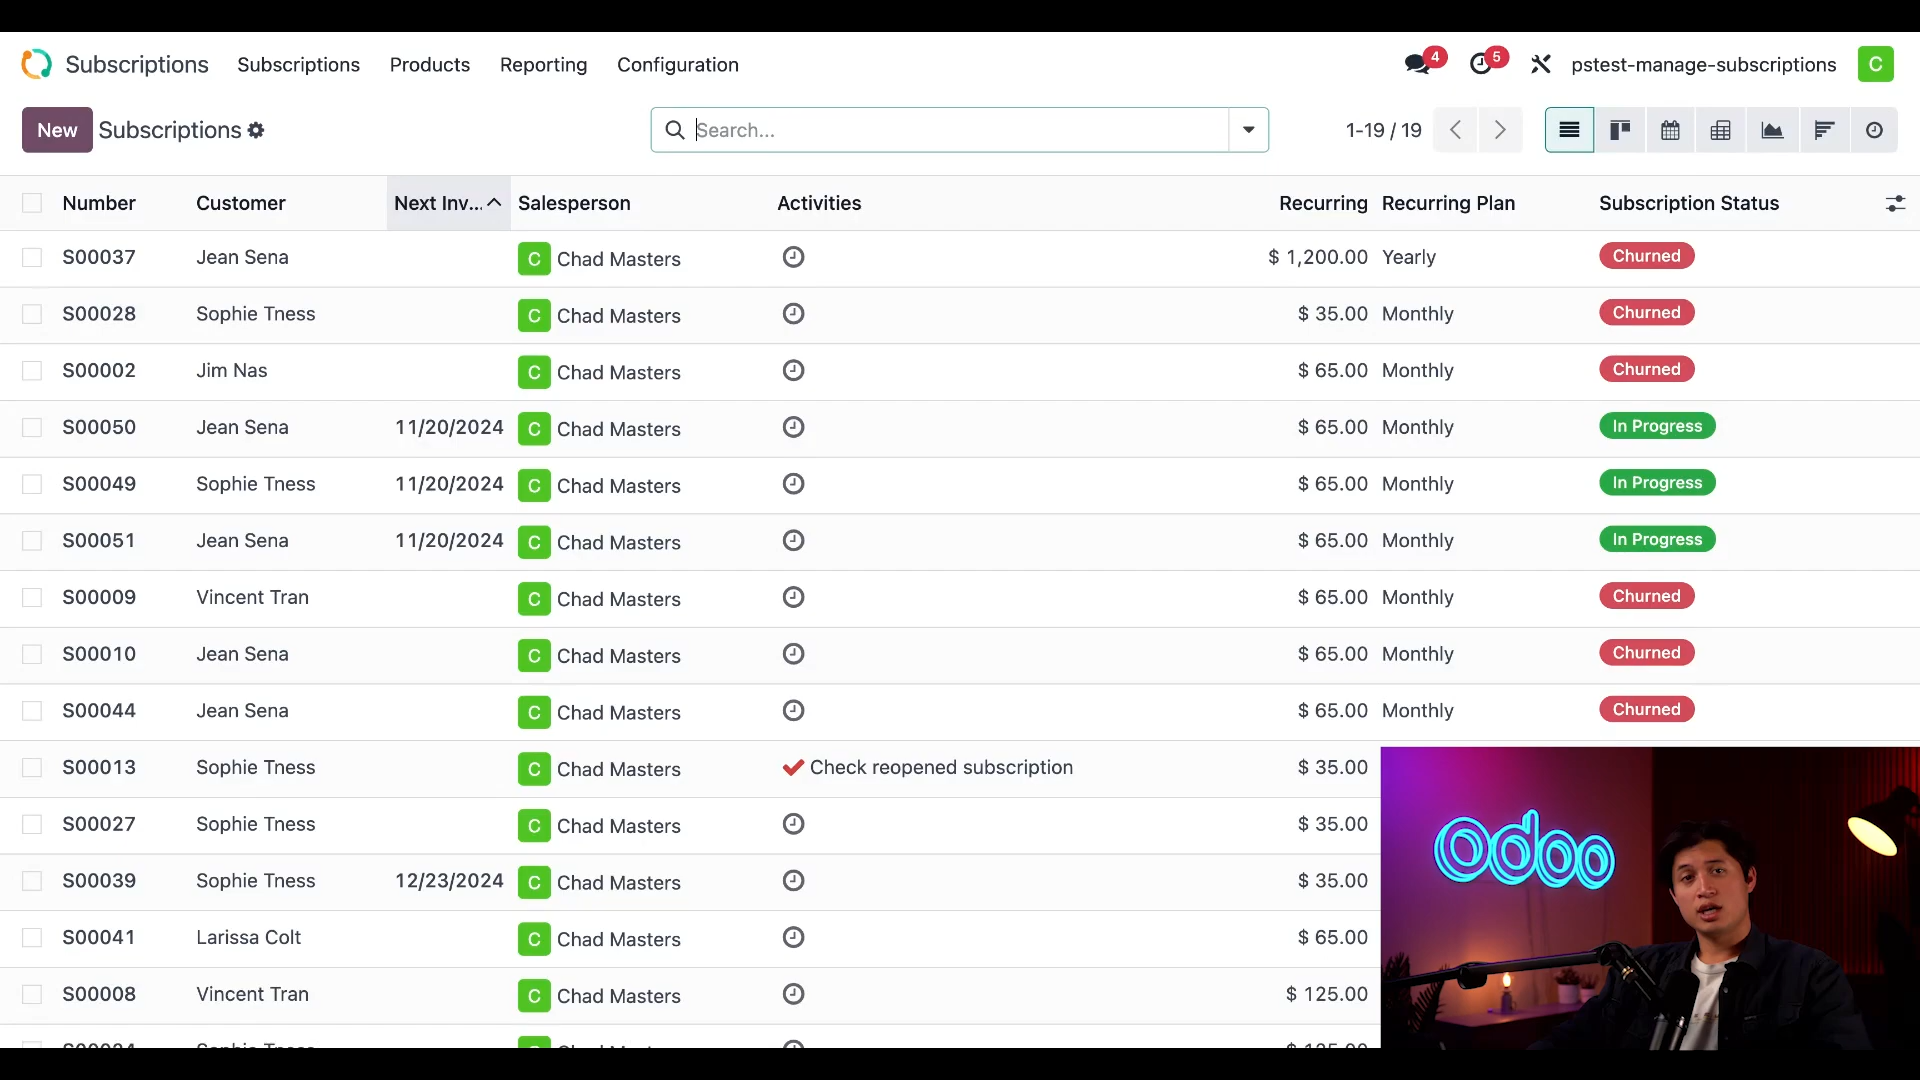 Subscriptions Subscriptions Products Reporting Configuration 4 5 pstest-manage-subscriptions C
New Subscriptions Search... 1-19 / 19
Number Customer Next Inv... Salesperson Activities Recurring Recurring Plan Subscription Status
S00037 Jean Sena C Chad Masters $ 1,200.00 Yearly Churned
S00028 Sophie Tness C Chad Masters $ 35.00 Monthly Churned
S00002 Jim Nas C Chad Masters $ 65.00 Monthly Churned
S00050 Jean Sena 11/20/2024 C Chad Masters $ 65.00 Monthly In Progress
S00049 Sophie Tness 11/20/2024 C Chad Masters $ 65.00 Monthly In Progress
S00051 Jean Sena 11/20/2024 C Chad Masters $ 65.00 Monthly In Progress
S00009 Vincent Tran C Chad Masters $ 65.00 Monthly Churned
S00010 Jean Sena C Chad Masters $ 65.00 Monthly Churned
S00044 Jean Sena C Chad Masters $ 65.00 Monthly Churned
S00013 Sophie Tness C Chad Masters Check reopened subscription $ 35.00
S00027 Sophie Tness C Chad Masters $ 35.00
S00039 Sophie Tness 12/23/2024 C Chad Masters $ 35.00
S00041 Larissa Colt C Chad Masters $ 65.00
S00008 Vincent Tran C Chad Masters $ 125.00
odoo